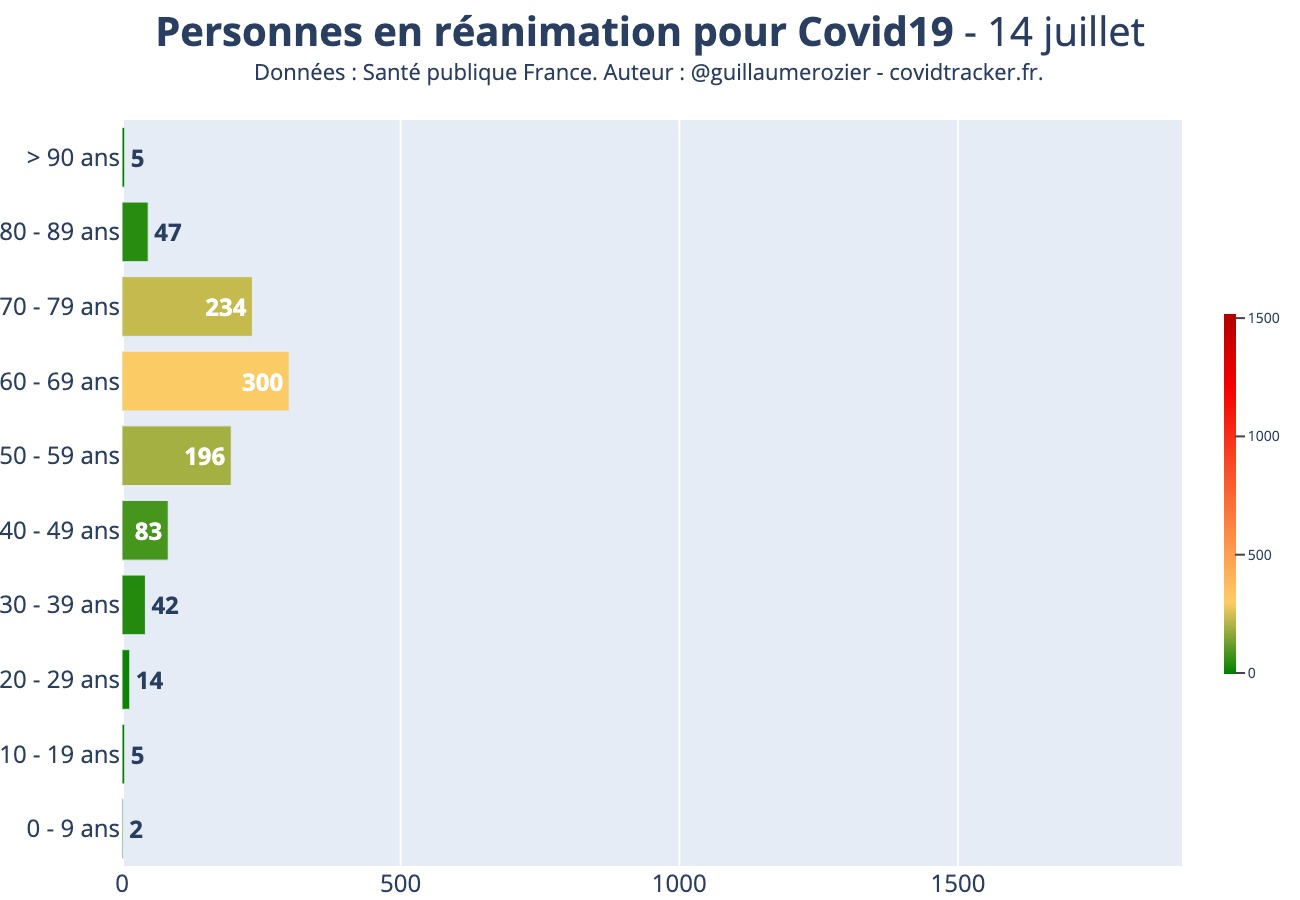 Personnes en réanimation pour Covid19 - 14 juillet
Données : Santé publique France. Auteur : @guillaumerozier - covidtracker.fr.
> 90 ans 5
80 - 89 ans 47
70 - 79 ans 234
60 - 69 ans 300
50 - 59 ans 196
40 - 49 ans 83
30 - 39 ans 42
20 - 29 ans 14
10 - 19 ans 5
0 - 9 ans 2
0 500 1000 1500
1500
1000
500
0